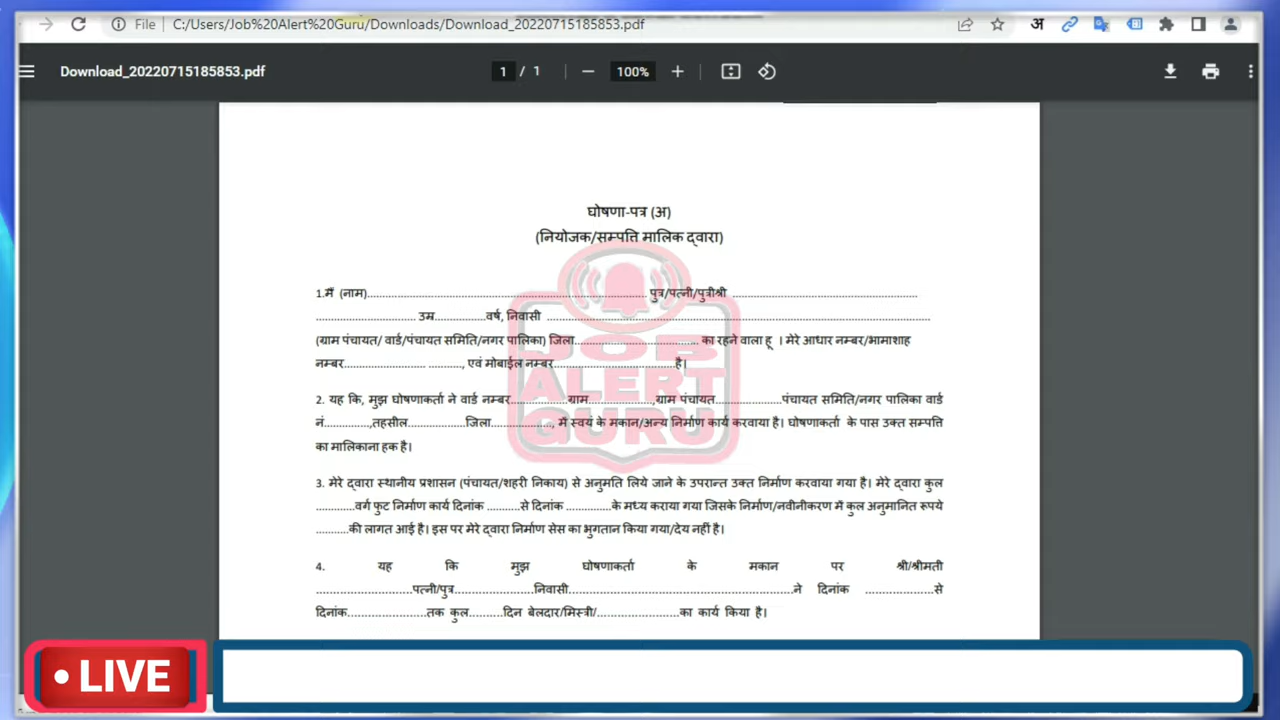 File | C:/Users/Job%20Alert%20Guru/Downloads/Download_20220715185853.pdf
अ
Download_20220715185853.pdf
1 / 1
100%
घोषणा-पत्र (अ)
(नियोजक/सम्पत्ति मालिक द्वारा)
1.मैं (नाम)............................................................ पुत्र/पत्नी/पुत्रीश्री ..................................................
........................... उम्र..............वर्ष, निवासी ........................................................................................................
(ग्राम पंचायत/ वार्ड/पंचायत समिति/नगर पालिका) जिला................................. का रहने वाला हू । मेरे आधार नम्बर/भामाशाह
नम्बर...................... ........., एवं मोबाईल नम्बर.................................है।
2. यह कि, मुझ घोषणाकर्ता ने वार्ड नम्बर...............ग्राम.................,ग्राम पंचायत..................पंचायत समिति/नगर पालिका वार्ड
नं.............,तहसील................जिला................, में स्वयं के मकान/अन्य निर्माण कार्य करवाया है। घोषणाकर्ता के पास उक्त सम्पत्ति
का मालिकाना हक है।
3. मेरे द्वारा स्थानीय प्रशासन (पंचायत/शहरी निकाय) से अनुमति लिये जाने के उपरान्त उक्त निर्माण करवाया गया है। मेरे द्वारा कुल
...........वर्ग फुट निर्माण कार्य दिनांक .........से दिनांक ............के मध्य कराया गया जिसके निर्माण/नवीनीकरण में कुल अनुमानित रूपये
.........की लागत आई है। इस पर मेरे द्वारा निर्माण सेस का भुगतान किया गया/देय नहीं है।
4. यह कि मुझ घोषणाकर्ता के मकान पर श्री/श्रीमती
..........................पत्नी/पुत्र.....................निवासी............................................................ने दिनांक ...................से
दिनांक......................तक कुल.........दिन बेलदार/मिस्त्री/......................का कार्य किया है।
JOB
ALERT
GURU
• LIVE